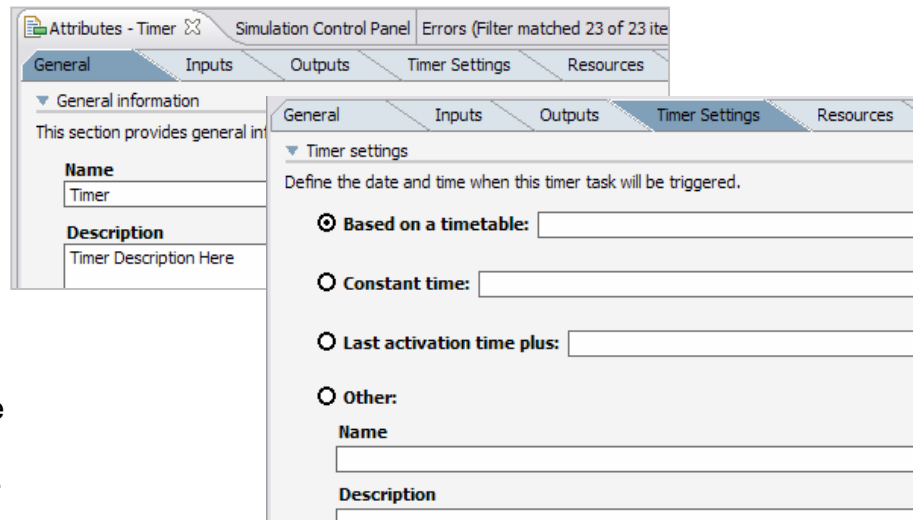 Attributes - Timer Simulation Control Panel Errors (Filter matched 23 of 23 ite
General Inputs Outputs Timer Settings Resources
General information
This section provides general in
Name
Timer
Description
Timer Description Here
General Inputs Outputs Timer Settings Resources
Timer settings
Define the date and time when this timer task will be triggered.
Based on a timetable:
Constant time:
Last activation time plus:
Other:
Name
Description
e